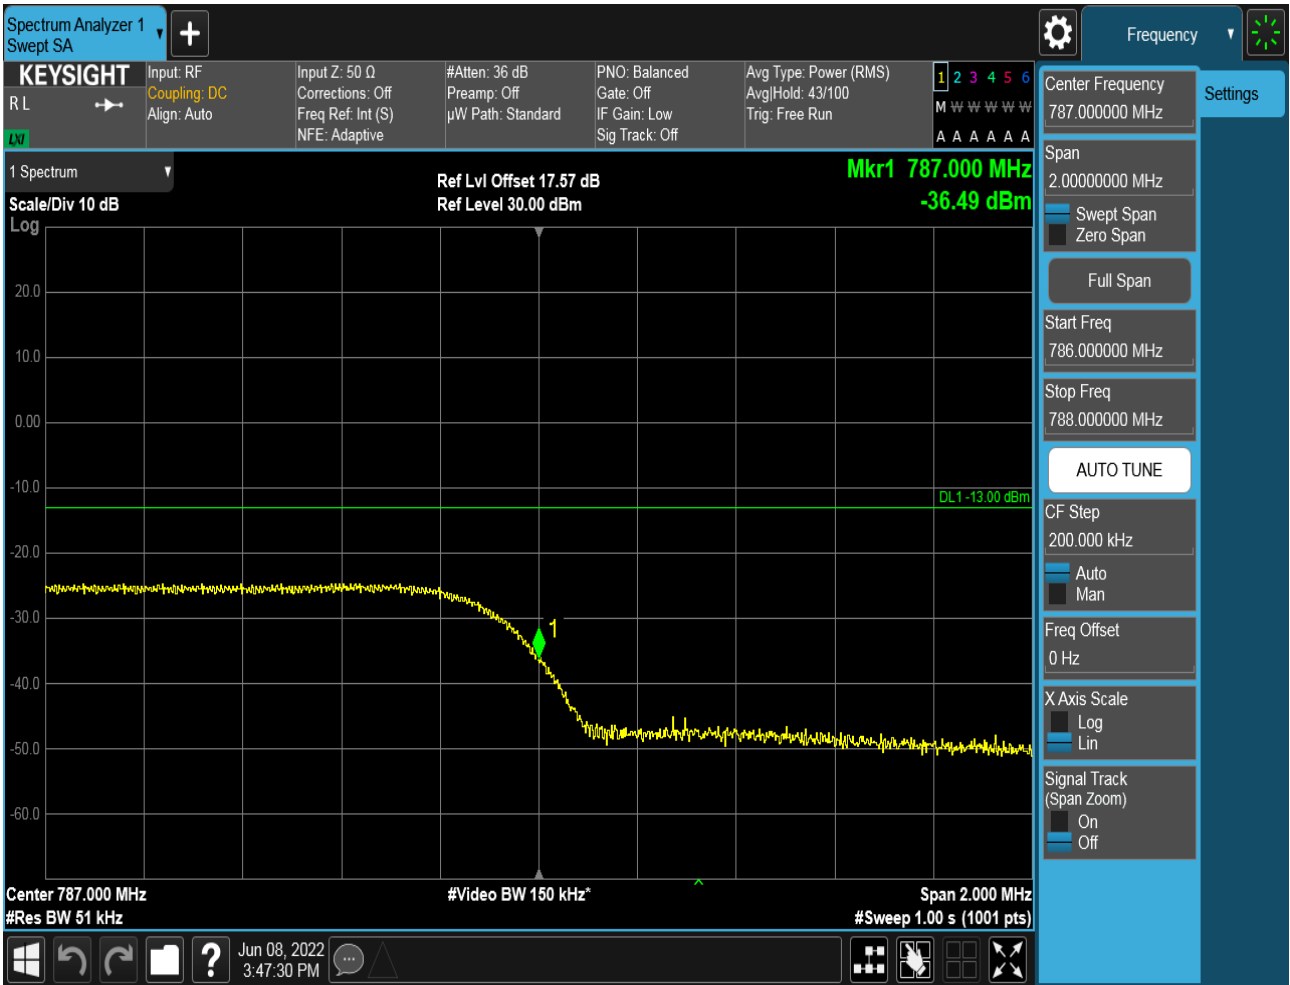 Spectrum Analyzer 1
Swept SA
+
Frequency
KEYSIGHT
R L
LXI
Input: RF
Coupling: DC
Align: Auto
Input Z: 50 Ω
Corrections: Off
Freq Ref: Int (S)
NFE: Adaptive
#Atten: 36 dB
Preamp: Off
µW Path: Standard
PNO: Balanced
Gate: Off
IF Gain: Low
Sig Track: Off
Avg Type: Power (RMS)
Avg|Hold: 43/100
Trig: Free Run
1 2 3 4 5 6
M W W W W W
A A A A A A
1 Spectrum
Scale/Div 10 dB
Log
Ref Lvl Offset 17.57 dB
Ref Level 30.00 dBm
Mkr1 787.000 MHz
-36.49 dBm
20.0
10.0
0.00
-10.0
DL1 -13.00 dBm
-20.0
-30.0
1
-40.0
-50.0
-60.0
Center 787.000 MHz
#Video BW 150 kHz*
Span 2.000 MHz
#Res BW 51 kHz
#Sweep 1.00 s (1001 pts)
?
Jun 08, 2022
3:47:30 PM
Settings
Center Frequency
787.000000 MHz
Span
2.00000000 MHz
Swept Span
Zero Span
Full Span
Start Freq
786.000000 MHz
Stop Freq
788.000000 MHz
AUTO TUNE
CF Step
200.000 kHz
Auto
Man
Freq Offset
0 Hz
X Axis Scale
Log
Lin
Signal Track
(Span Zoom)
On
Off